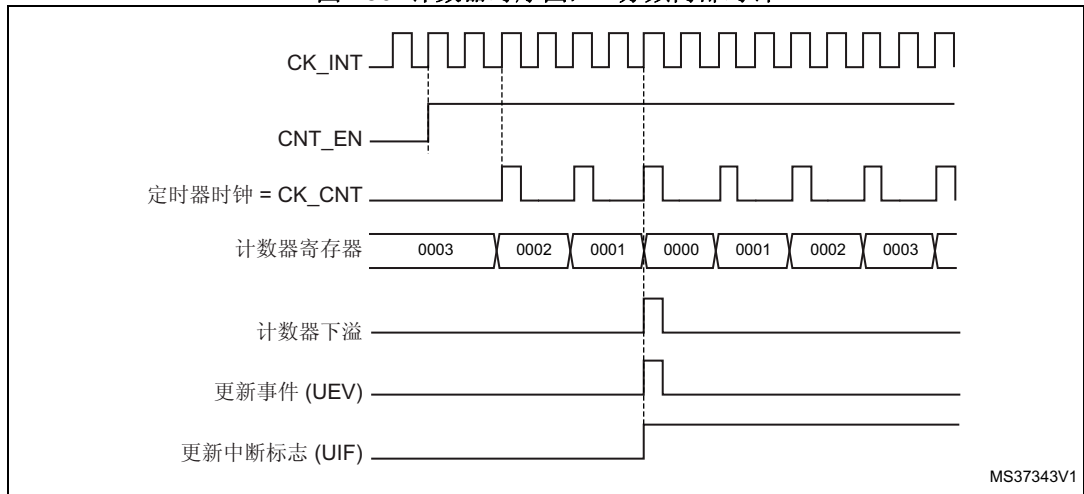 CK_INT
CNT_EN
定时器时钟 = CK_CNT
计数器寄存器 0003 0002 0001 0000 0001 0002 0003
计数器下溢
更新事件 (UEV)
更新中断标志 (UIF)
MS37343V1